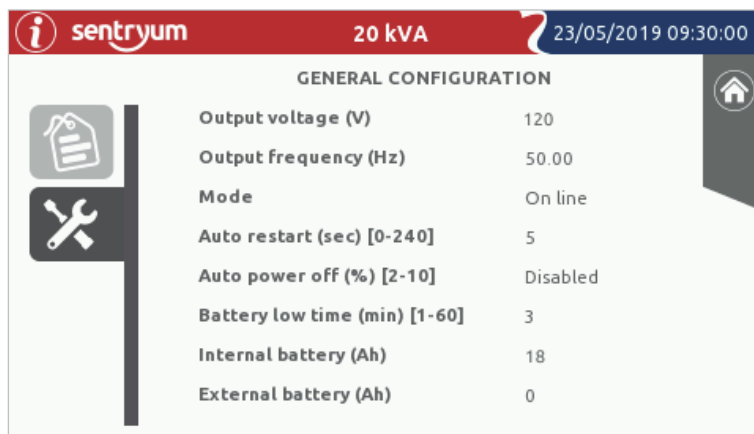 i sentryum 20 kVA 23/05/2019 09:30:00
GENERAL CONFIGURATION
Output voltage (V) 120
Output frequency (Hz) 50.00
Mode On line
Auto restart (sec) [0-240] 5
Auto power off (%) [2-10] Disabled
Battery low time (min) [1-60] 3
Internal battery (Ah) 18
External battery (Ah) 0